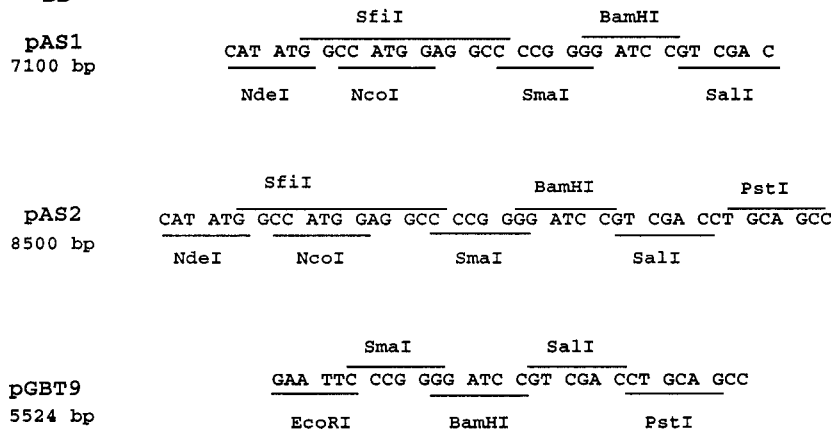 SfiI BamHI
pAS1 CAT ATG GCC ATG GAG GCC CCG GGG ATC CGT CGA C
7100 bp
NdeI NcoI SmaI SalI
SfiI BamHI PstI
pAS2 CAT ATG GCC ATG GAG GCC CCG GGG ATC CGT CGA CCT GCA GCC
8500 bp
NdeI NcoI SmaI SalI
SmaI SalI
pGBT9 GAA TTC CCG GGG ATC CGT CGA CCT GCA GCC
5524 bp
EcoRI BamHI PstI